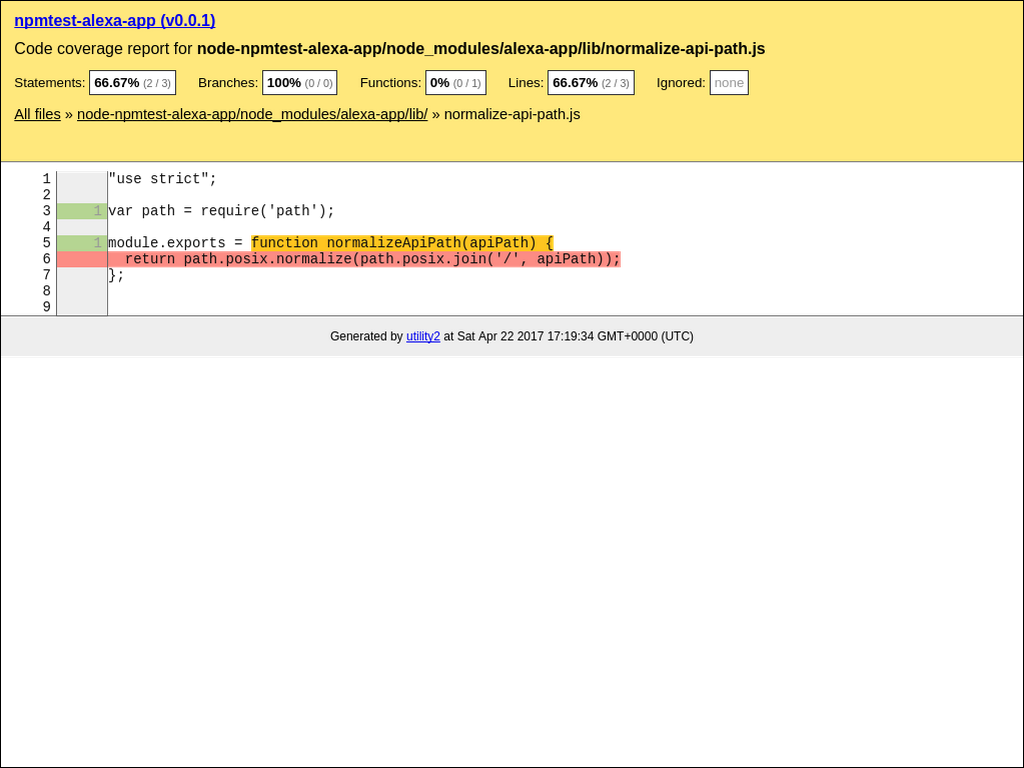 npmtest-alexa-app (v0.0.1)
Code coverage report for node-npmtest-alexa-app/node_modules/alexa-app/lib/normalize-api-path.js
Statements: 66.67% (2 / 3) Branches: 100% (0 / 0) Functions: 0% (0 / 1) Lines: 66.67% (2 / 3) Ignored: none
All files » node-npmtest-alexa-app/node_modules/alexa-app/lib/ » normalize-api-path.js
1 "use strict";
2
3 1 var path = require('path');
4
5 1 module.exports = function normalizeApiPath(apiPath) {
6 return path.posix.normalize(path.posix.join('/', apiPath));
7 };
8
9
Generated by utility2 at Sat Apr 22 2017 17:19:34 GMT+0000 (UTC)